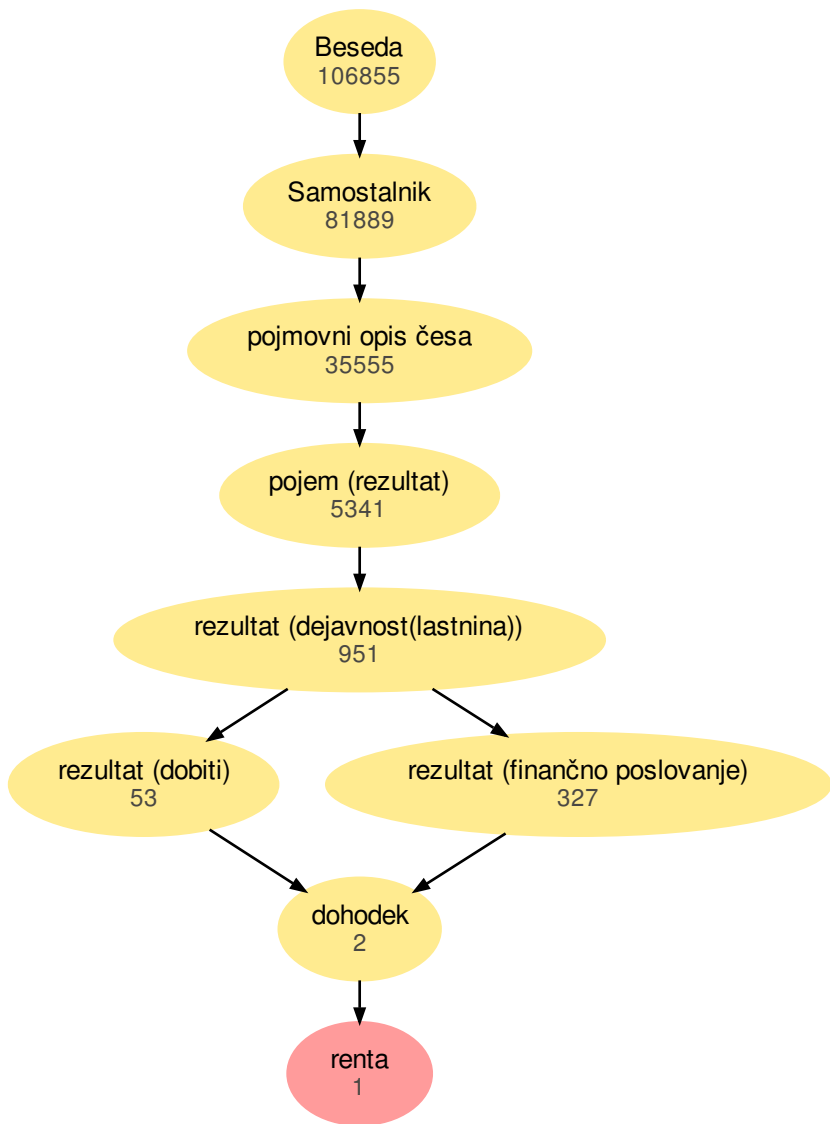 Beseda
106855
Samostalnik
81889
pojmovni opis česa
35555
pojem (rezultat)
5341
rezultat (dejavnost(lastnina))
951
rezultat (dobiti)
53
rezultat (finančno poslovanje)
327
dohodek
2
renta
1